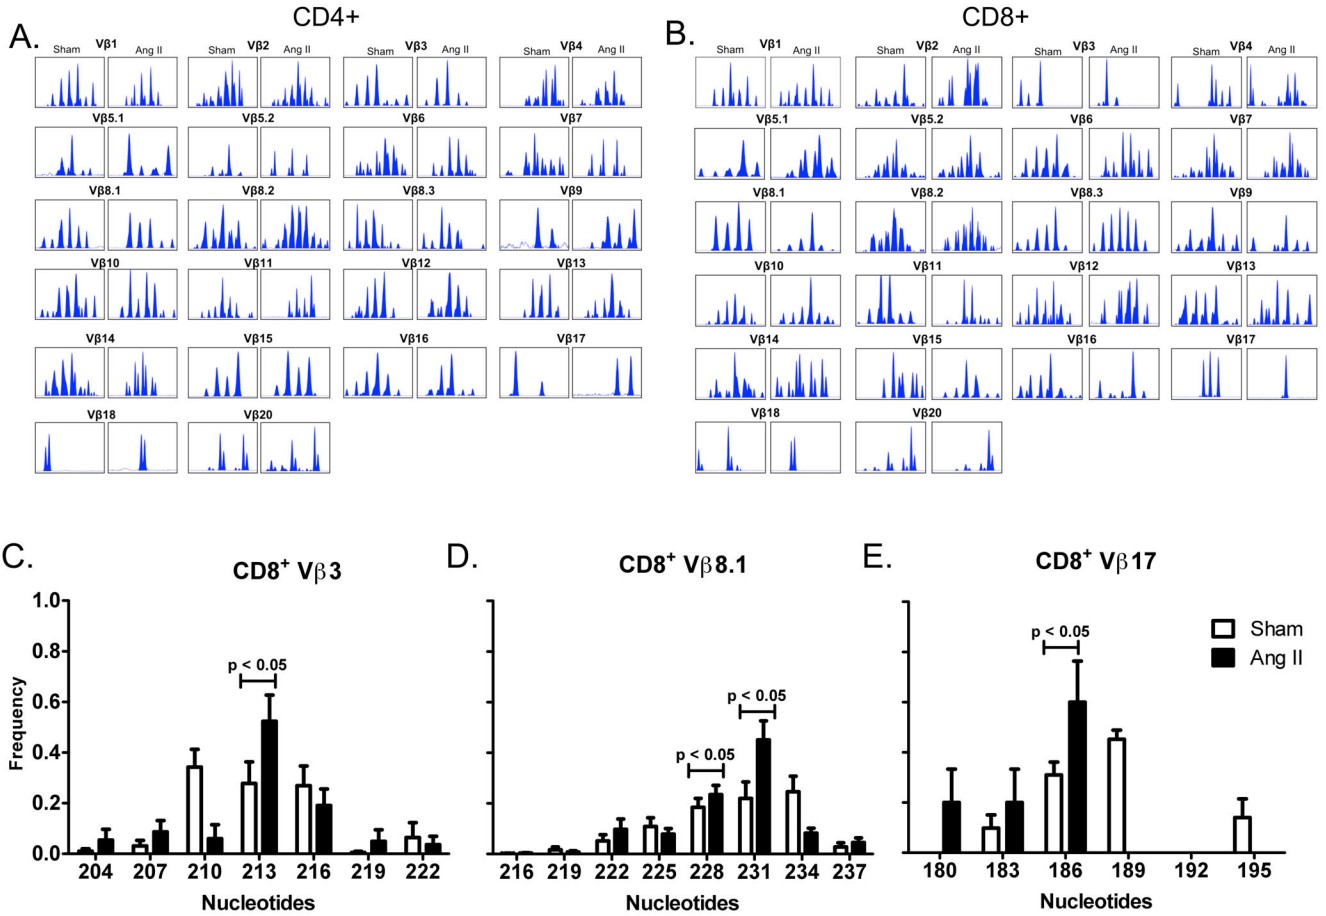 CD4+
A.
Sham Vβ1 Ang II
Sham Vβ2 Ang II
Sham Vβ3 Ang II
Sham Vβ4 Ang II
Vβ5.1 Vβ5.2 Vβ6 Vβ7
Vβ8.1 Vβ8.2 Vβ8.3 Vβ9
Vβ10 Vβ11 Vβ12 Vβ13
Vβ14 Vβ15 Vβ16 Vβ17
Vβ18 Vβ20
CD8+
B.
Sham Vβ1 Ang II
Sham Vβ2 Ang II
Sham Vβ3 Ang II
Sham Vβ4 Ang II
Vβ5.1 Vβ5.2 Vβ6 Vβ7
Vβ8.1 Vβ8.2 Vβ8.3 Vβ9
Vβ10 Vβ11 Vβ12 Vβ13
Vβ14 Vβ15 Vβ16 Vβ17
Vβ18 Vβ20
C.
CD8+ Vβ3
1.0
0.8
0.6
0.4
0.2
0.0
Frequency
p < 0.05
204 207 210 213 216 219 222
Nucleotides
D.
CD8+ Vβ8.1
p < 0.05
p < 0.05
216 219 222 225 228 231 234 237
Nucleotides
E.
CD8+ Vβ17
p < 0.05
180 183 186 189 192 195
Nucleotides
Sham
Ang II